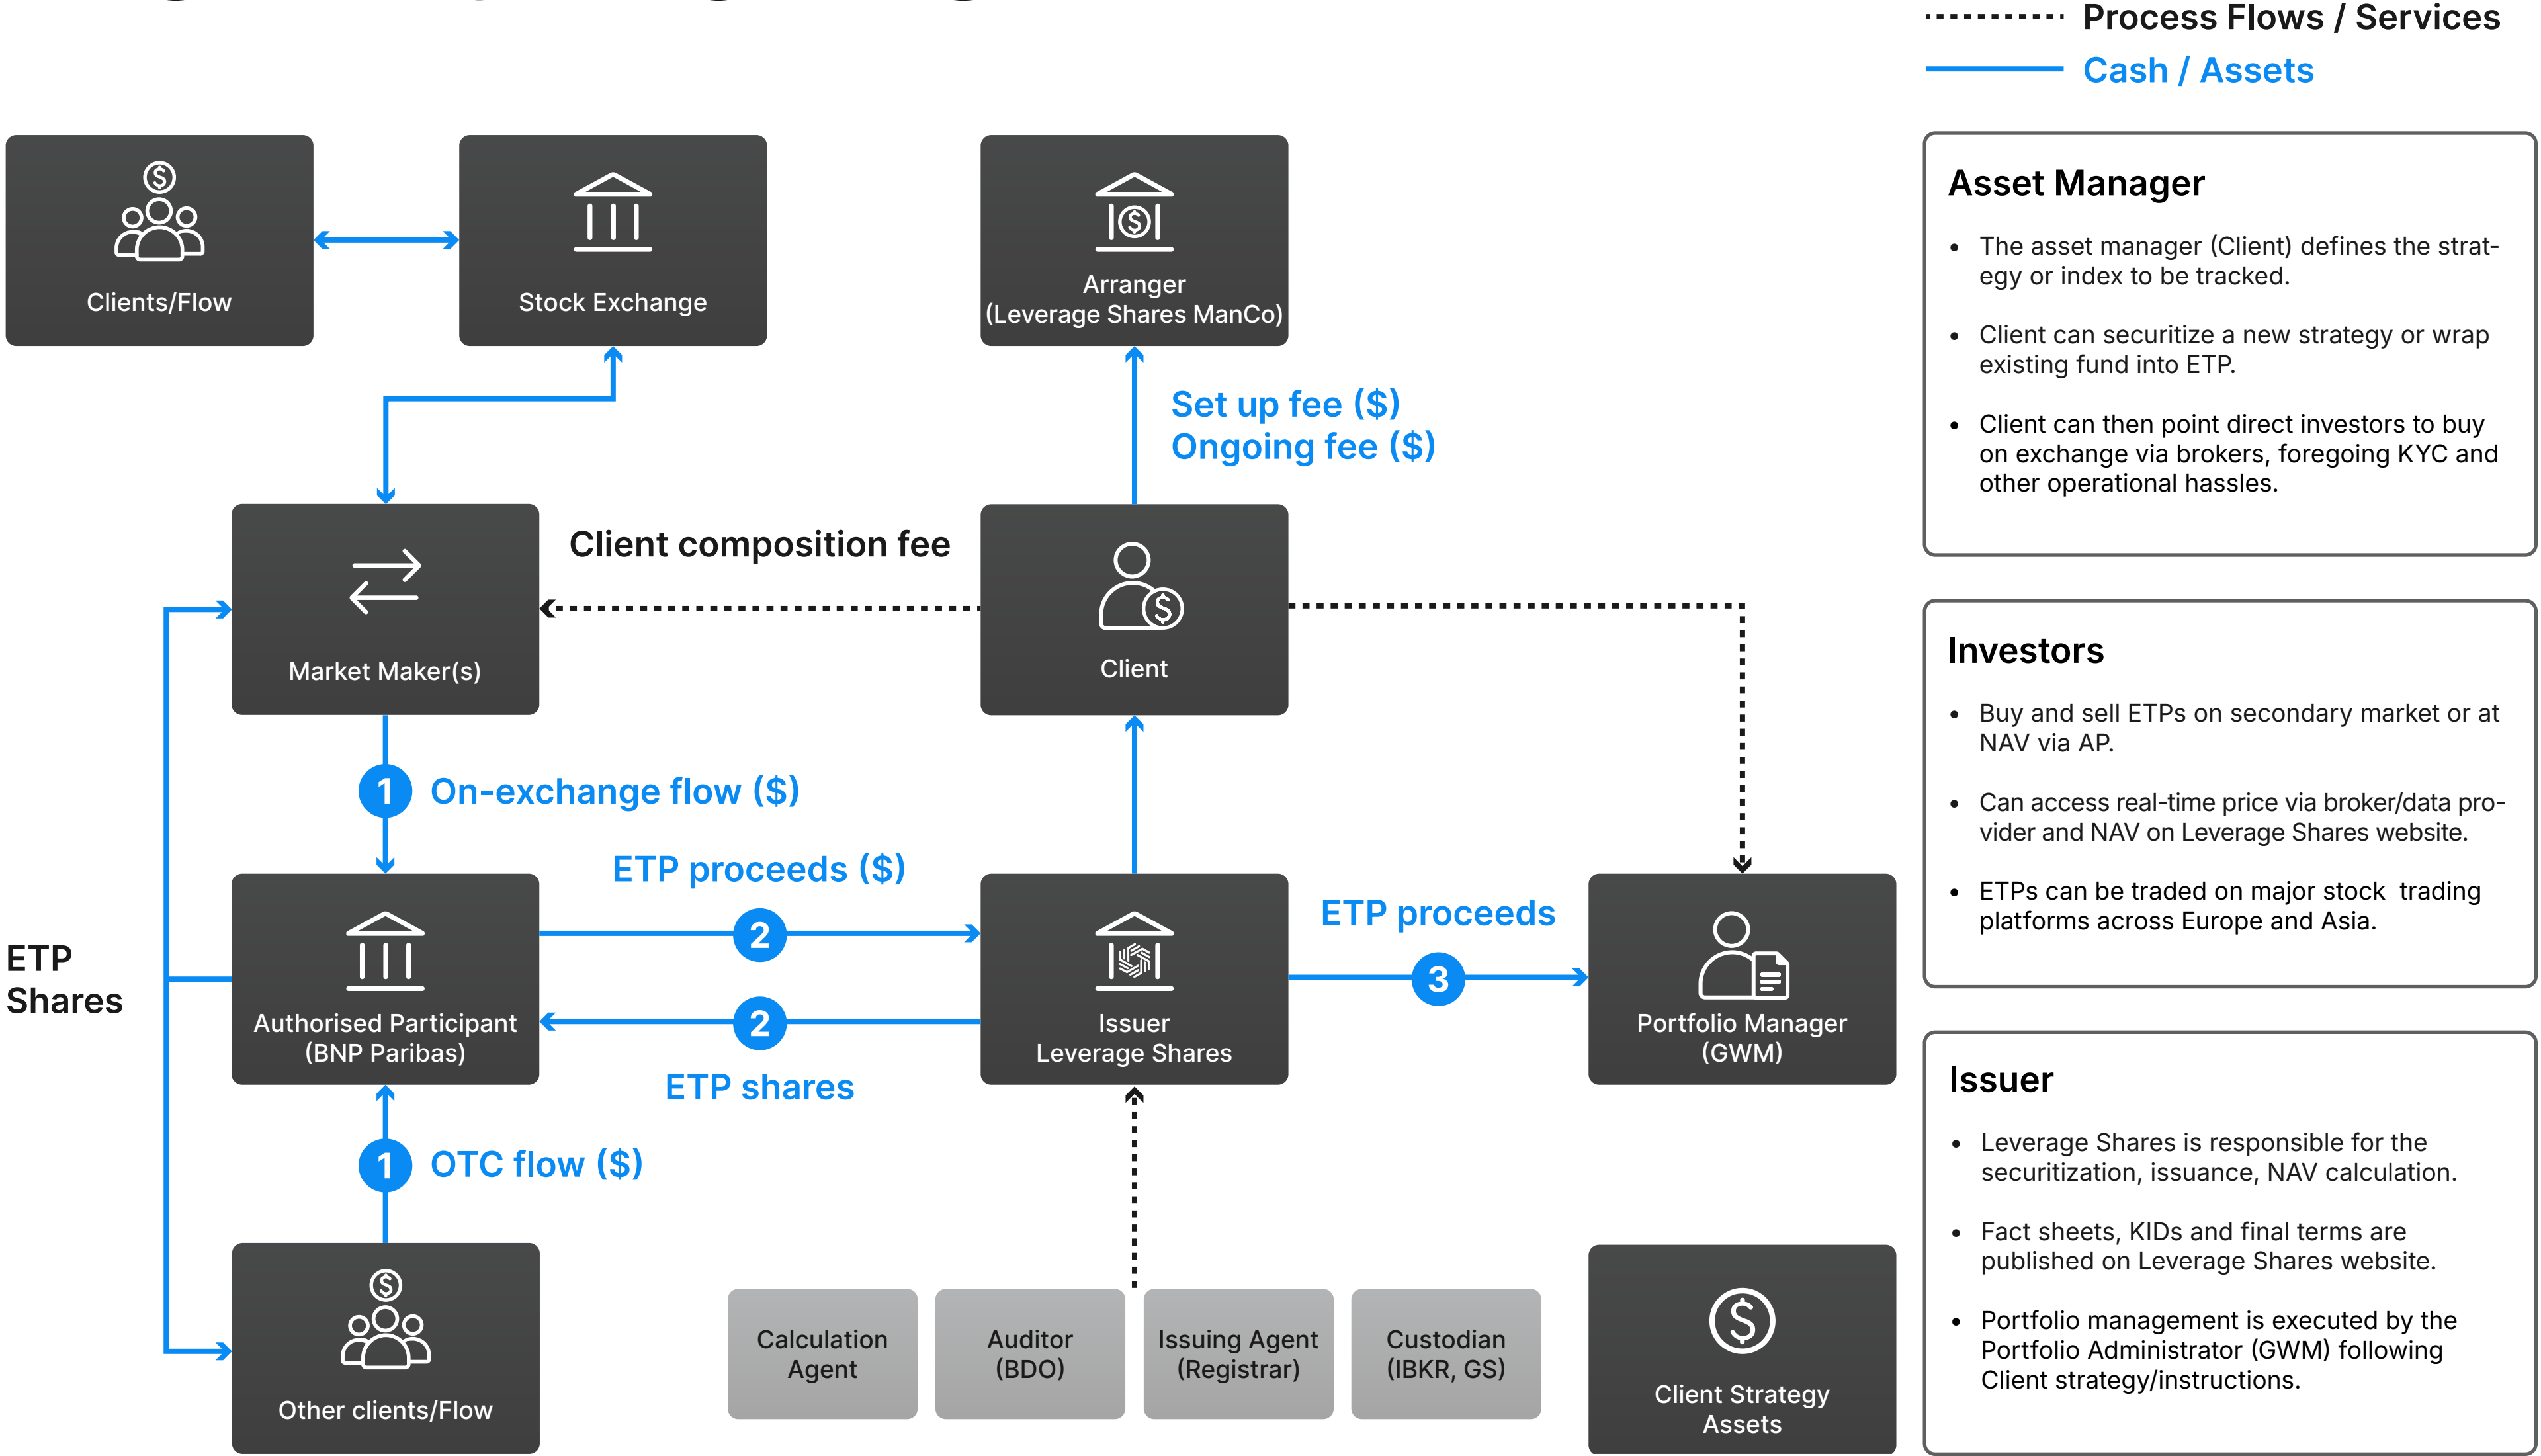 Process Flows / Services
Cash / Assets
Clients/Flow
Stock Exchange
Arranger
(Leverage Shares ManCo)
Set up fee ($)
Ongoing fee ($)
Market Maker(s)
Client composition fee
$
Client
1
On-exchange flow ($)
ETP proceeds ($)
2
ETP proceeds
3
ETP
Shares
Authorised Participant
(BNP Paribas)
2
ETP shares
Issuer
Leverage Shares
Portfolio Manager
(GWM)
1
OTC flow ($)
Other clients/Flow
Calculation
Agent
Auditor
(BDO)
Issuing Agent
(Registrar)
Custodian
(IBKR, GS)
Client Strategy
Assets
Asset Manager
• The asset manager (Client) defines the strat-
egy or index to be tracked.
• Client can securitize a new strategy or wrap
existing fund into ETP.
• Client can then point direct investors to buy
on exchange via brokers, foregoing KYC and
other operational hassles.
Investors
• Buy and sell ETPs on secondary market or at
NAV via AP.
• Can access real-time price via broker/data pro-
vider and NAV on Leverage Shares website.
• ETPs can be traded on major stock  trading
platforms across Europe and Asia.
Issuer
• Leverage Shares is responsible for the
securitization, issuance, NAV calculation.
• Fact sheets, KIDs and final terms are
published on Leverage Shares website.
• Portfolio management is executed by the
Portfolio Administrator (GWM) following
Client strategy/instructions.